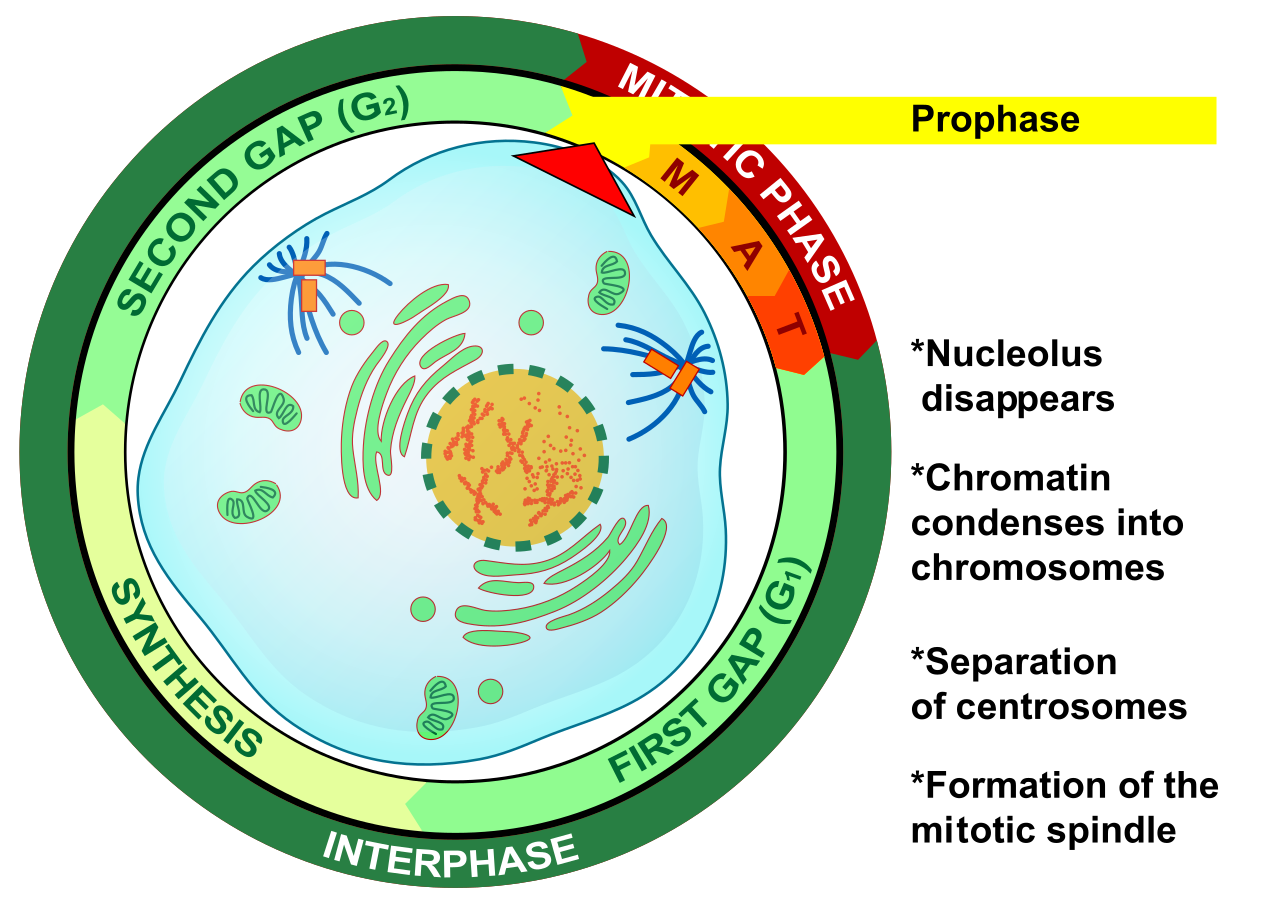 MITOTIC PHASE
Prophase
SECOND GAP (G₂)
M
A
T
*Nucleolus
disappears
*Chromatin
condenses into
chromosomes
*Separation
of centrosomes
*Formation of the
mitotic spindle
SYNTHESIS
FIRST GAP (G₁)
INTERPHASE